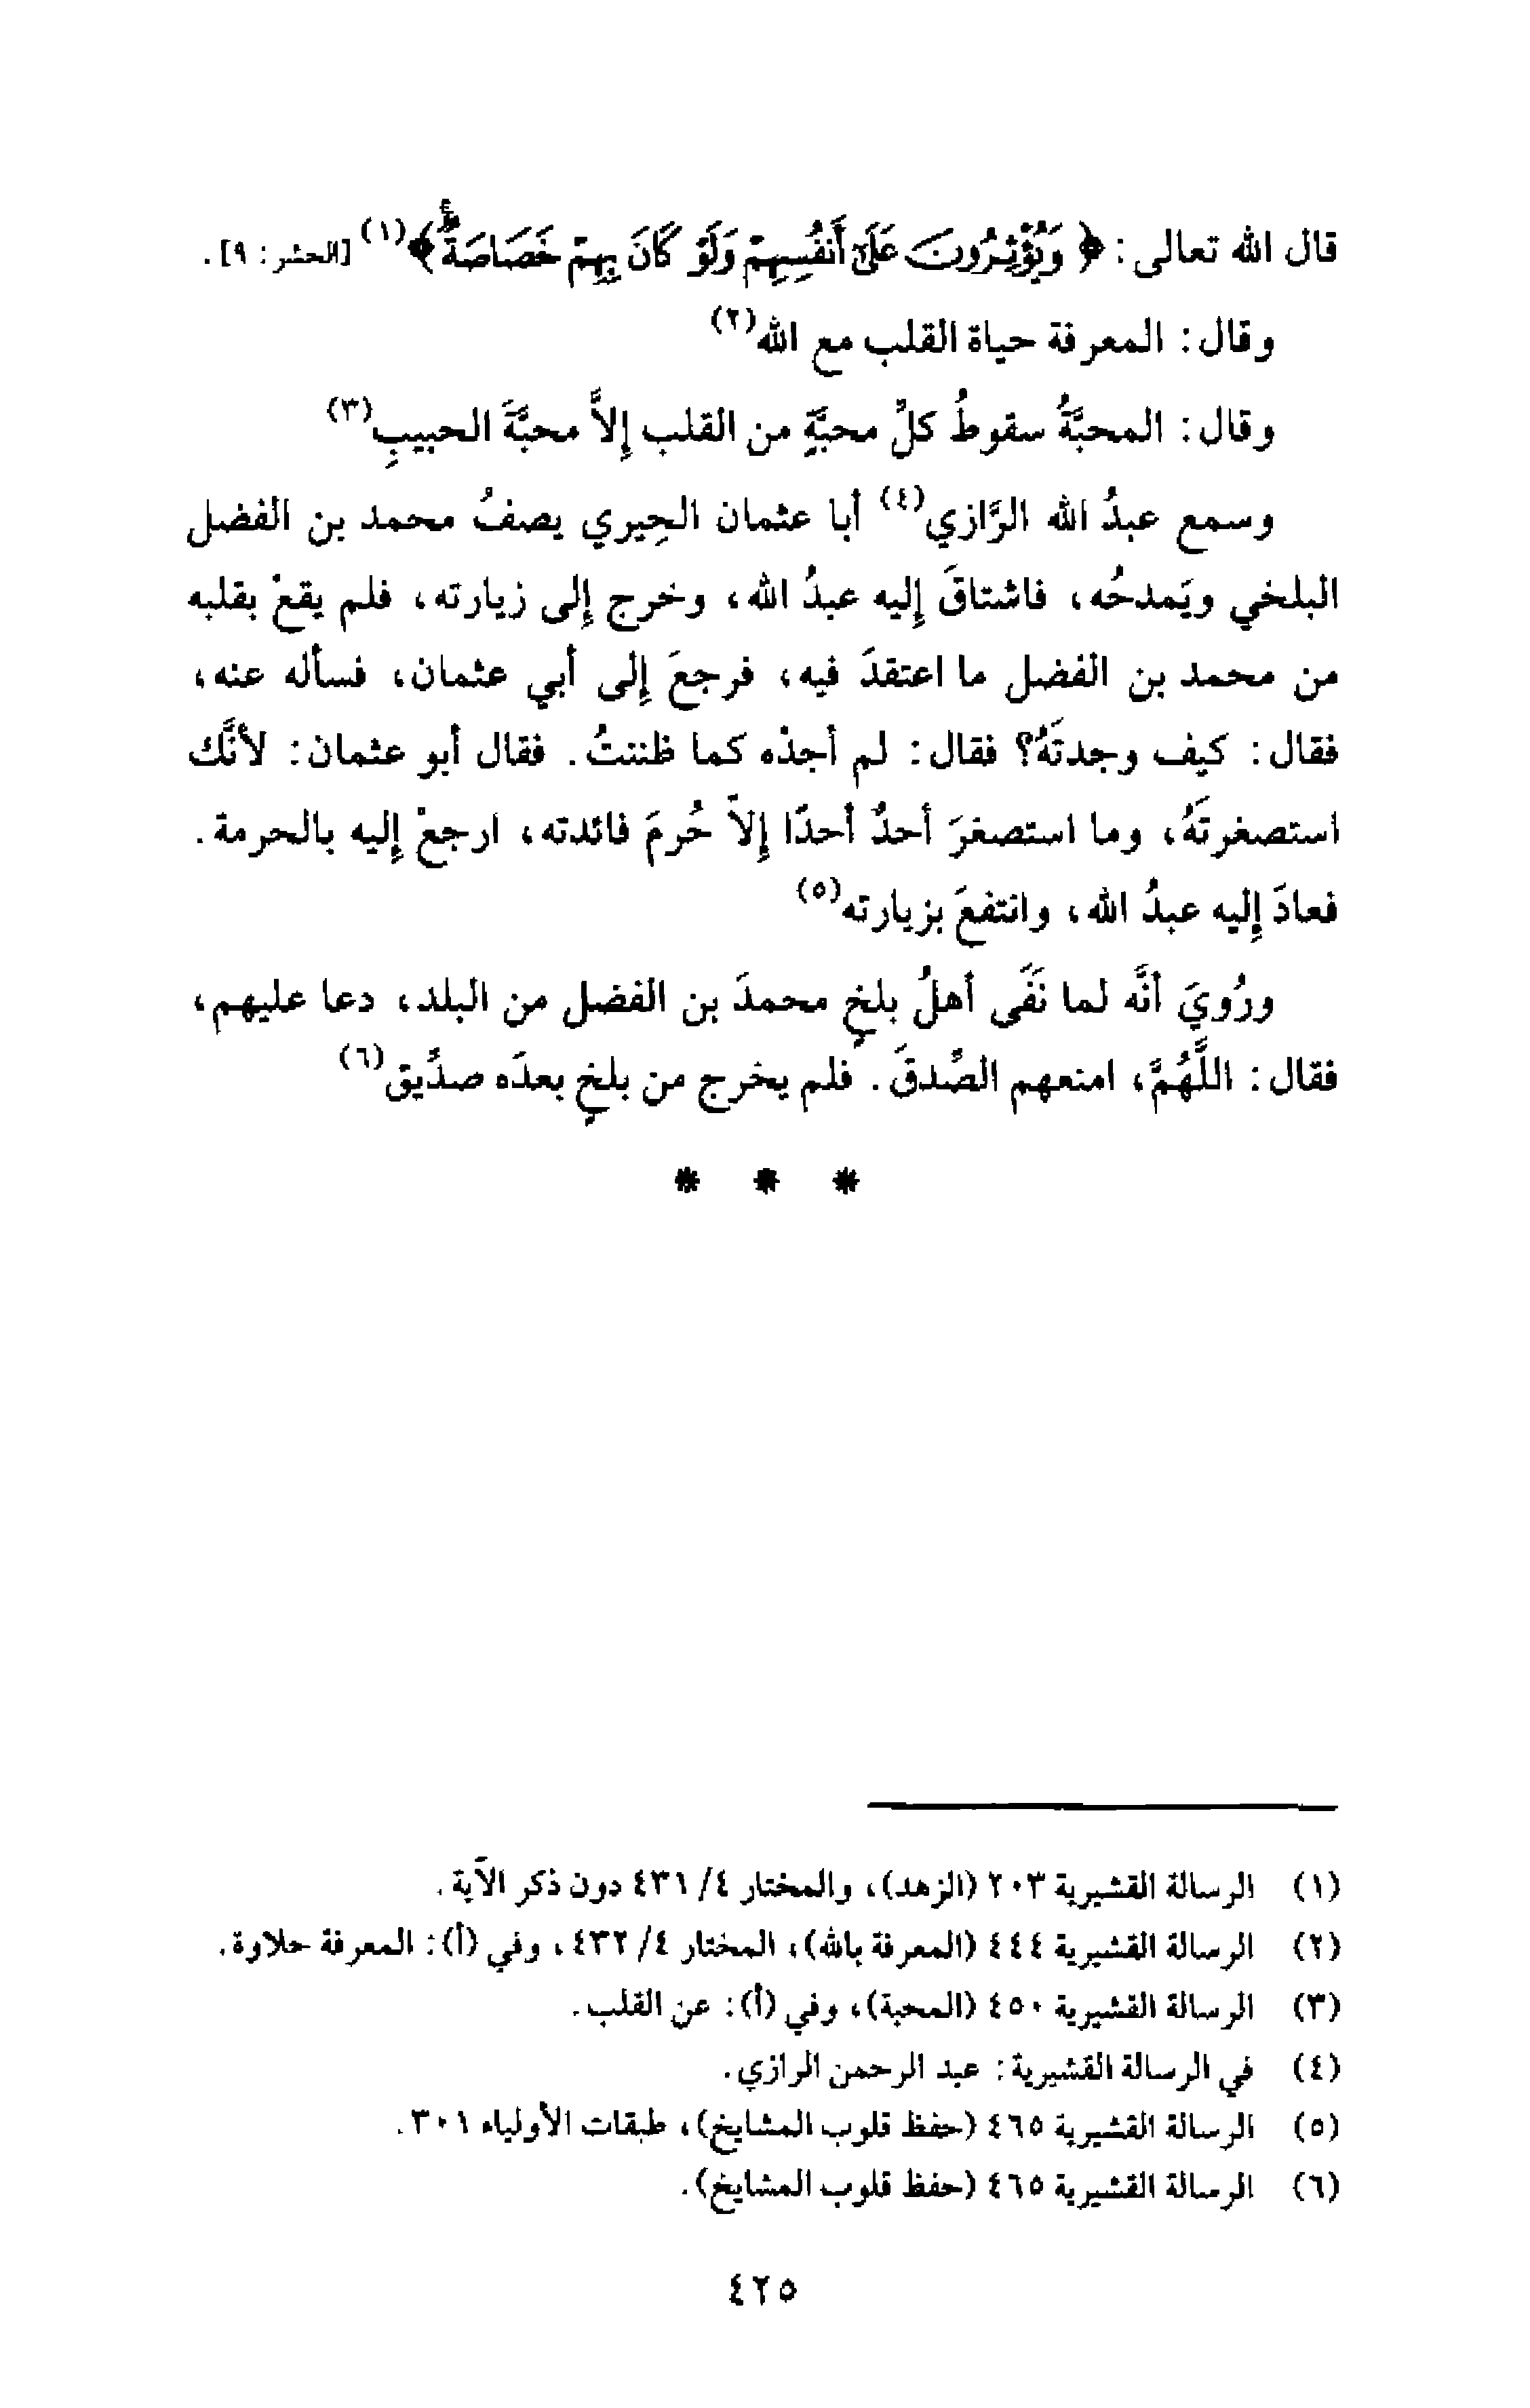 قال الله تعالى: ﴿وَيُؤْثِرُونَ عَلَىٰٓ أَنفُسِهِمْ وَلَوْ كَانَ بِهِمْ خَصَاصَةٌ ۚ﴾(١) [الحشر: ٩].
وقال: المعرفة حياة القلب مع الله(٢)
وقال: المحبَّةُ سقوطُ كلِّ محبَّةٍ من القلب إلاَّ محبَّةَ الحبيبِ(٣)
وسمع عبدُ الله الرَّازي(٤) أبا عثمان الحِيري يصفُ محمد بن الفضل
البلخي ويَمدحُه، فاشتاقَ إليه عبدُ الله، وخرج إلى زيارته، فلم يقعْ بقلبه
من محمد بن الفضل ما اعتقدَ فيه، فرجعَ إلى أبي عثمان، فسأله عنه،
فقال: كيف وجدتَهُ؟ فقال: لم أجدْه كما ظننتُ. فقال أبو عثمان: لأنَّك
استصغرتَهُ، وما استصغرَ أحدٌ أحدًا إلاّ حُرمَ فائدته، ارجعْ إليه بالحرمة.
فعادَ إليه عبدُ الله، وانتفعَ بزيارته(٥)
ورُويَ أنَّه لما نَفَى أهلُ بلخٍ محمدَ بن الفضل من البلد، دعا عليهم،
فقال: اللَّهُمَّ، امنعهم الصِّدقَ. فلم يخرج من بلخٍ بعدَه صدِّيق(٦)
* * *
(١) الرسالة القشيرية ٢٠٣ (الزهد)، والمختار ٤/ ٤٣١ دون ذكر الآية.
(٢) الرسالة القشيرية ٤٤٤ (المعرفة بالله)، المختار ٤/ ٤٣٢، وفي (أ): المعرفة حلاوة.
(٣) الرسالة القشيرية ٤٥٠ (المحبة)، وفي (أ): عن القلب.
(٤) في الرسالة القشيرية: عبد الرحمن الرازي.
(٥) الرسالة القشيرية ٤٦٥ (حفظ قلوب المشايخ)، طبقات الأولياء ٣٠١.
(٦) الرسالة القشيرية ٤٦٥ (حفظ قلوب المشايخ).
٤٢٥